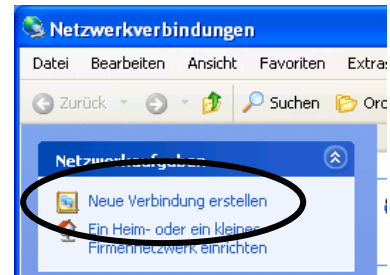 Netzwerkverbindungen
Datei Bearbeiten Ansicht Favoriten Extras
Zurück Suchen
Netzwerkaufgaben
Neue Verbindung erstellen
Ein Heim- oder ein kleines
Firmennetzwerk einrichten